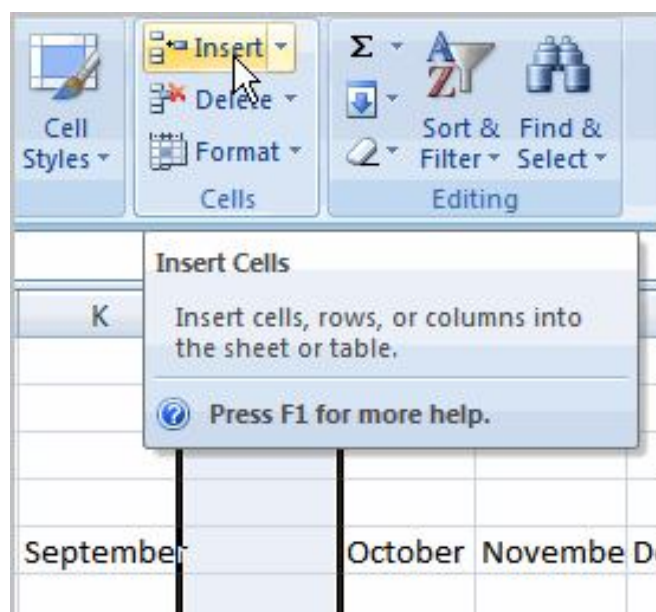 Insert
Delete
Format
Cells
Cell
Styles
Σ
Sort &
Filter
Find &
Select
Editing
Insert Cells
Insert cells, rows, or columns into
the sheet or table.
Press F1 for more help.
K
September October Novembe D